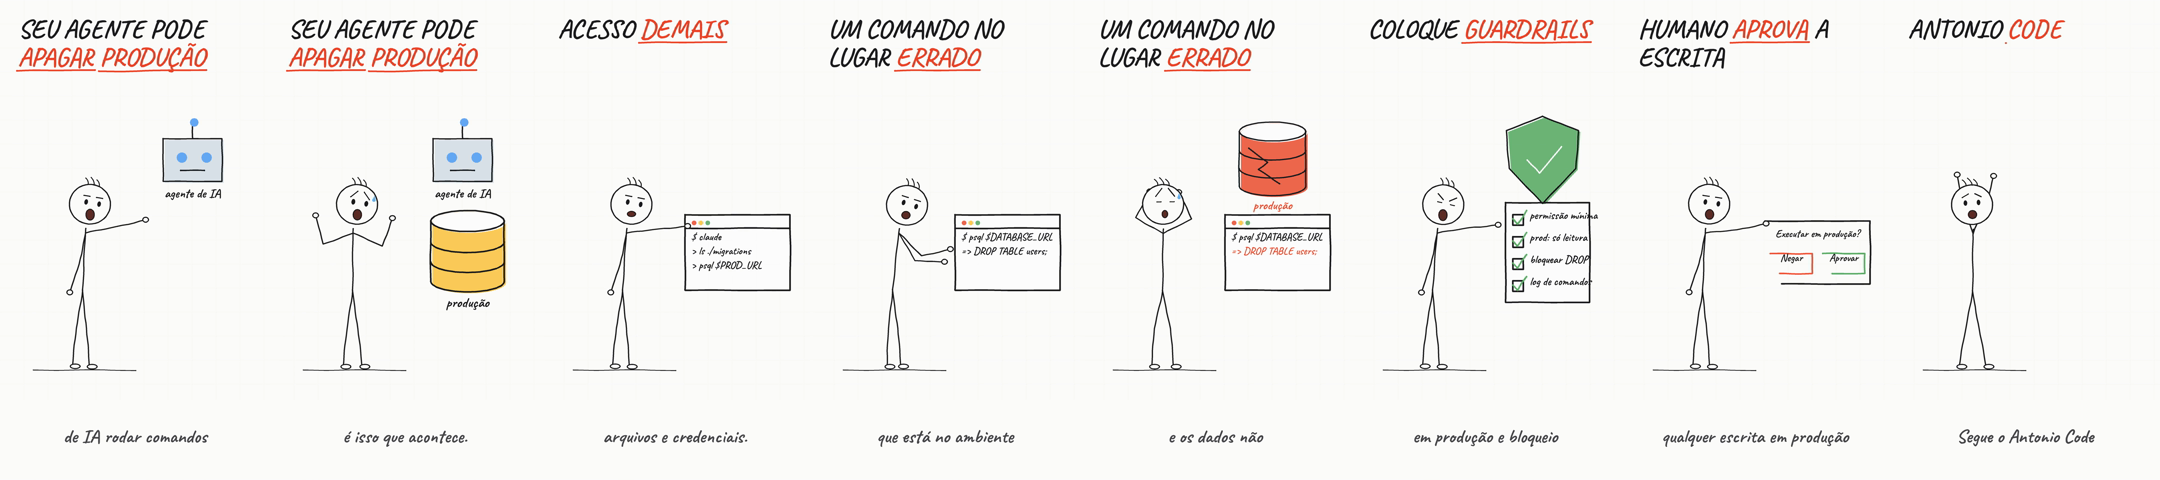 SEU AGENTE PODE
APAGAR PRODUÇÃO
agente de IA
de IA rodar comandos
SEU AGENTE PODE
APAGAR PRODUÇÃO
agente de IA
produção
é isso que acontece.
ACESSO DEMAIS
$ claude
> ls ./migrations
> psql $PROD_URL
arquivos e credenciais.
UM COMANDO NO
LUGAR ERRADO
$ psql $DATABASE_URL
=> DROP TABLE users;
que está no ambiente
UM COMANDO NO
LUGAR ERRADO
produção
$ psql $DATABASE_URL
=> DROP TABLE users;
e os dados não
COLOQUE GUARDRAILS
permissão mínima
prod: só leitura
bloquear DROP
log de comandos
em produção e bloqueio
HUMANO APROVA A
ESCRITA
Executar em produção?
Negar
Aprovar
qualquer escrita em produção
ANTONIO CODE
Segue o Antonio Code